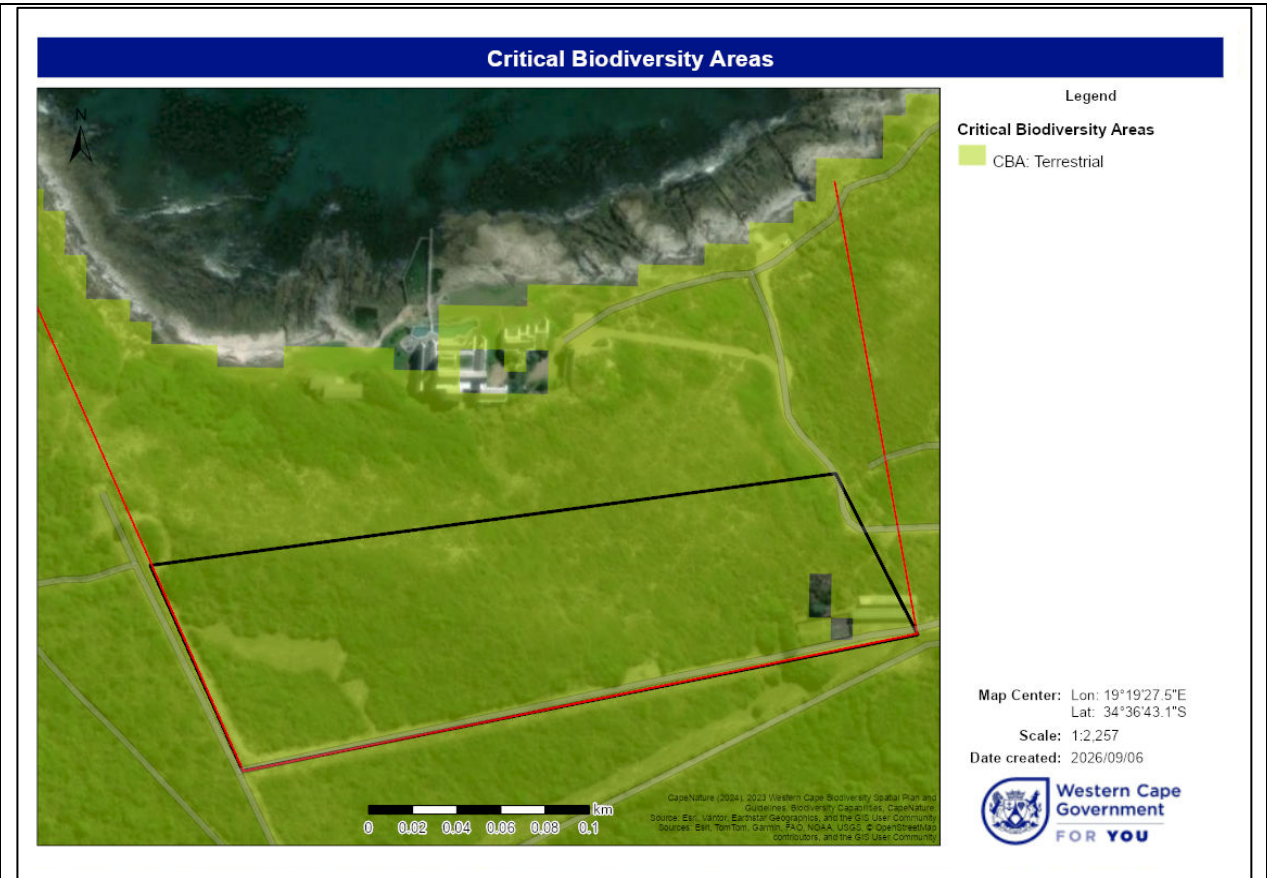 Critical Biodiversity Areas
N
Legend
Critical Biodiversity Areas
CBA: Terrestrial
Map Center: Lon: 19°19'27.5"E
Lat: 34°36'43.1"S
Scale: 1:2,257
Date created: 2026/09/06
Western Cape
Government
FOR YOU
km
0 0.02 0.04 0.06 0.08 0.1
CapeNature (2024), 2023 Western Cape Biodiversity Spatial Plan and
Guidelines, Biodiversity Capabilities, CapeNature.
Source: Esri, Vantor, Earthstar Geographics, and the GIS User Community
Sources: Esri, TomTom, Garmin, FAO, NOAA, USGS, © OpenStreetMap
contributors, and the GIS User Community